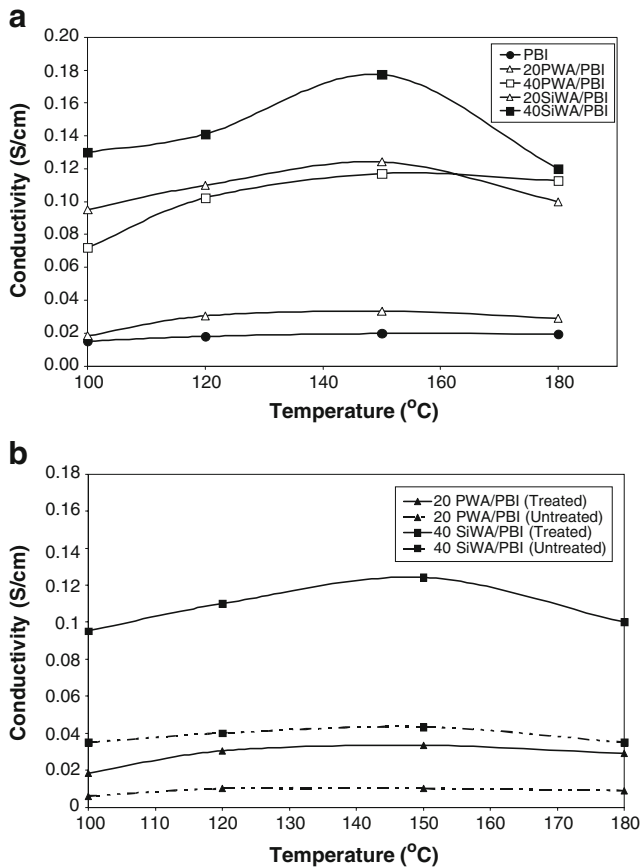 a
0.20
0.18
0.16
0.14
0.12
0.10
0.08
0.06
0.04
0.02
0.00
Conductivity (S/cm)
PBI
20PWA/PBI
40PWA/PBI
20SiWA/PBI
40SiWA/PBI
100 120 140 160 180
Temperature (°C)
b
0.18
0.16
0.14
0.12
0.1
0.08
0.06
0.04
0.02
0
Conductivity (S/cm)
20 PWA/PBI (Treated)
20 PWA/PBI (Untreated)
40 SiWA/PBI (Treated)
40 SiWA/PBI (Untreated)
100 110 120 130 140 150 160 170 180
Temperature (°C)